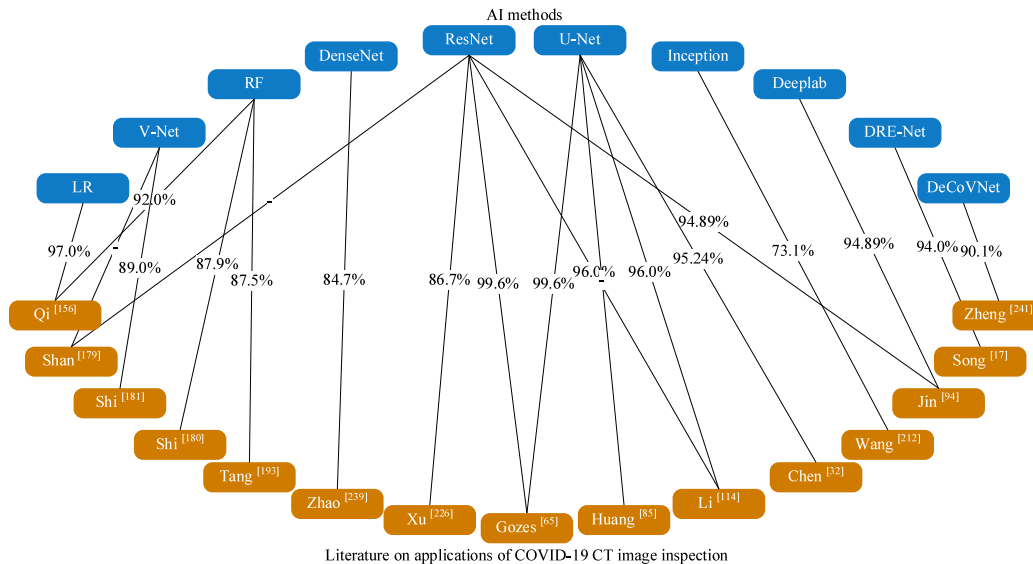 AI methods
ResNet
U-Net
DenseNet
Inception
RF
Deeplab
V-Net
DRE-Net
LR
DeCoVNet
92.0%
-
94.89%
97.0%
-
89.0%
87.9%
87.5%
84.7%
86.7%
99.6%
99.6%
96.0%
-
96.0%
95.24%
73.1%
94.89%
94.0%
90.1%
Qi [156]
Zheng [241]
Shan [179]
Song [17]
Shi [181]
Jin [94]
Shi [180]
Wang [212]
Tang [193]
Chen [32]
Zhao [239]
Li [114]
Xu [226]
Gozes [65]
Huang [85]
Literature on applications of COVID-19 CT image inspection